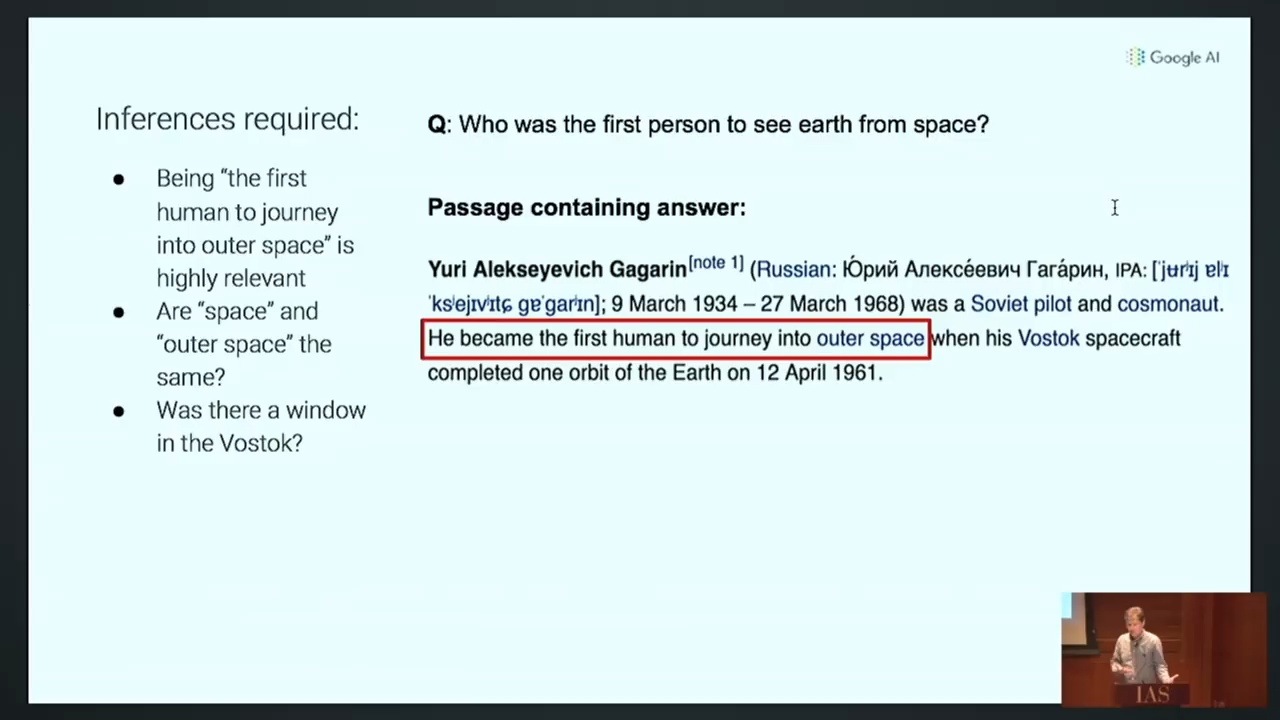 Google AI
Inferences required:
● Being “the first
human to journey
into outer space” is
highly relevant
● Are “space” and
“outer space” the
same?
● Was there a window
in the Vostok?
Q: Who was the first person to see earth from space?
Passage containing answer:
Yuri Alekseyevich Gagarin[note 1] (Russian: Ю́рий Алексе́евич Гага́рин, IPA: [ˈjʉrʲɪj ɐlʲɪ
ˈksʲejɪvʲɪtɕ ɡɐˈɡarʲɪn]; 9 March 1934 – 27 March 1968) was a Soviet pilot and cosmonaut.
He became the first human to journey into outer space when his Vostok spacecraft
completed one orbit of the Earth on 12 April 1961.
IAS